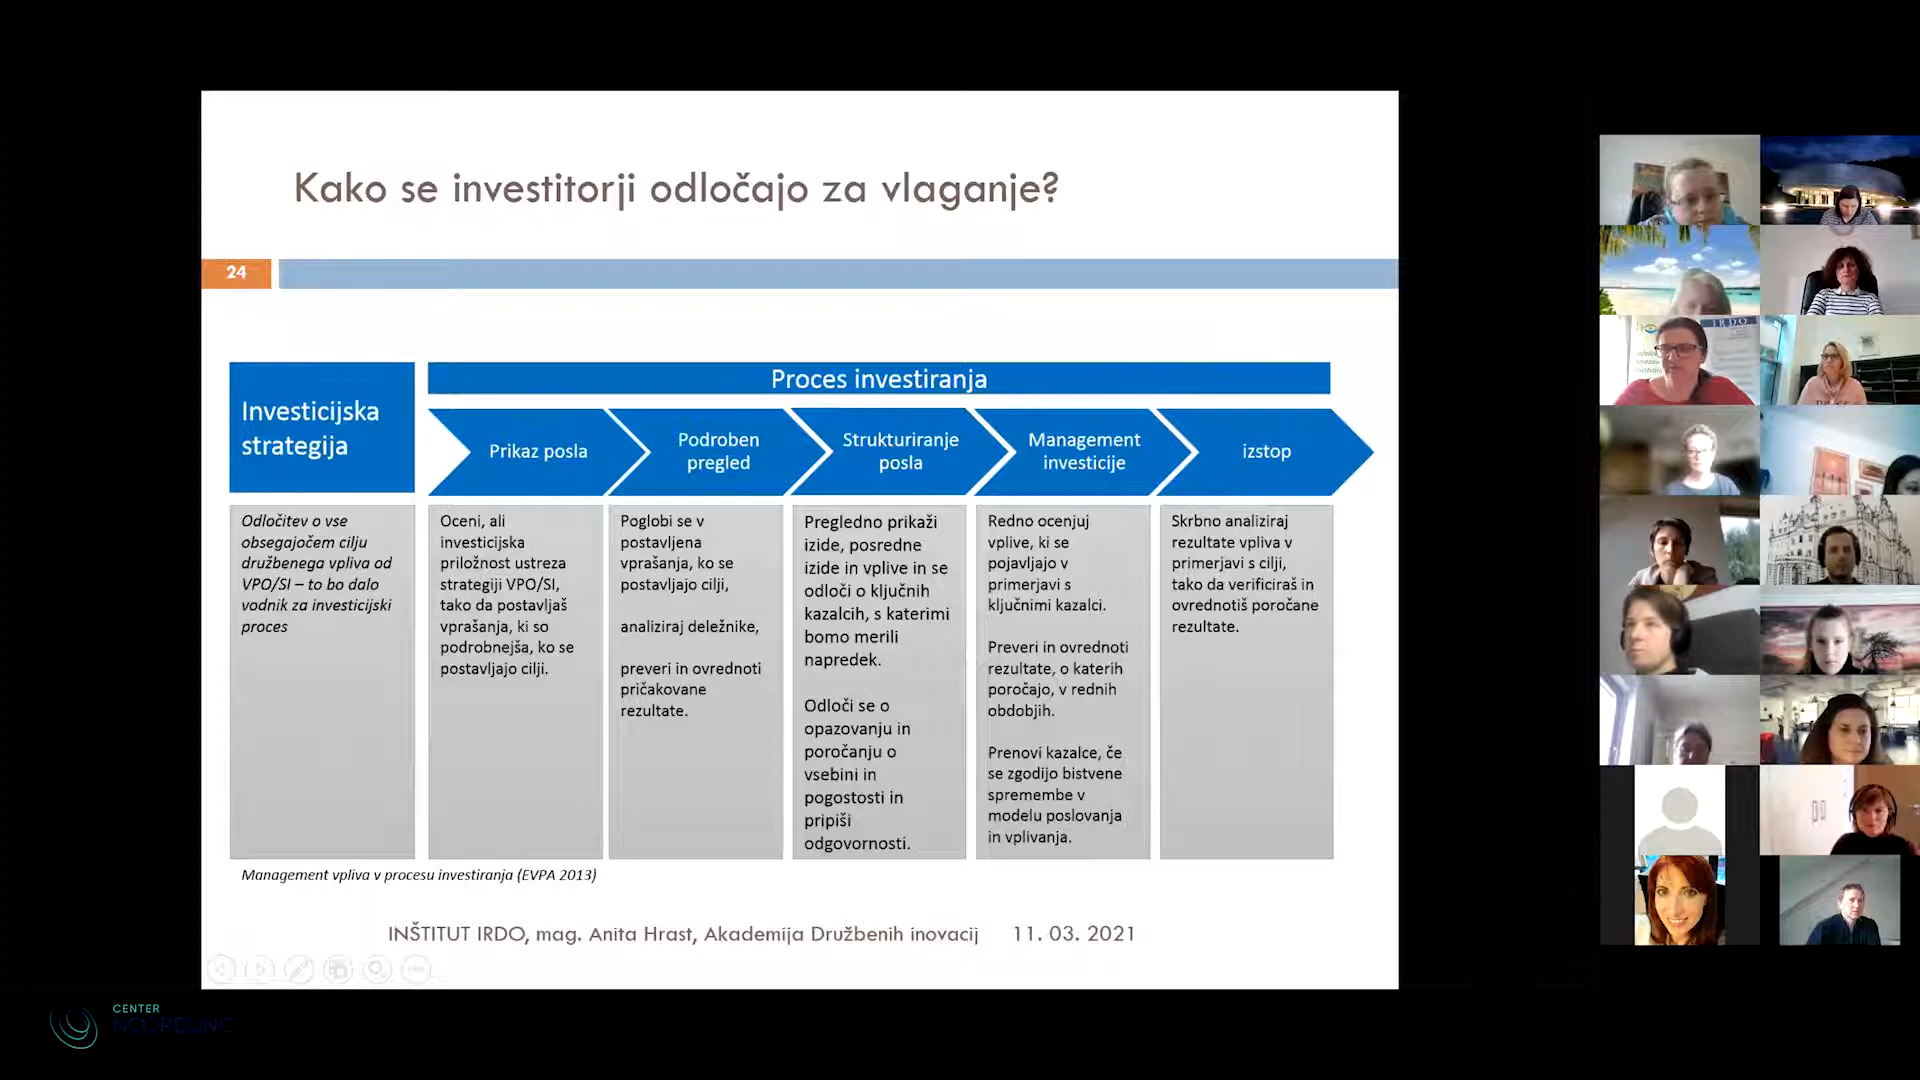 Kako se investitorji odločajo za vlaganje?
24
Proces investiranja
Investicijska
strategija
Prikaz posla
Podroben
pregled
Strukturiranje
posla
Management
investicije
izstop
Odločitev o vse
obsegajočem cilju
družbenega vpliva od
VPO/SI – to bo dalo
vodnik za investicijski
proces
Oceni, ali
investicijska
priložnost ustreza
strategiji VPO/SI,
tako da postavljaš
vprašanja, ki so
podrobnejša, ko se
postavljajo cilji.
Poglobi se v
postavljena
vprašanja, ko se
postavljajo cilji,
analiziraj deležnike,
preveri in ovrednoti
pričakovane
rezultate.
Pregledno prikaži
izide, posredne
izide in vplive in se
odloči o ključnih
kazalcih, s katerimi
bomo merili
napredek.
Odloči se o
opazovanju in
poročanju o
vsebini in
pogostosti in
pripiši
odgovornosti.
Redno ocenjuj
vplive, ki se
pojavljajo v
primerjavi s
ključnimi kazalci.
Preveri in ovrednoti
rezultate, o katerih
poročajo, v rednih
obdobjih.
Prenovi kazalce, če
se zgodijo bistvene
spremembe v
modelu poslovanja
in vplivanja.
Skrbno analiziraj
rezultate vpliva v
primerjavi s cilji,
tako da verificiraš in
ovrednotiš poročane
rezultate.
Management vpliva v procesu investiranja (EVPA 2013)
INŠTITUT IRDO, mag. Anita Hrast, Akademija Družbenih inovacij 11. 03. 2021
IRDO
CENTER
NOORDUNG